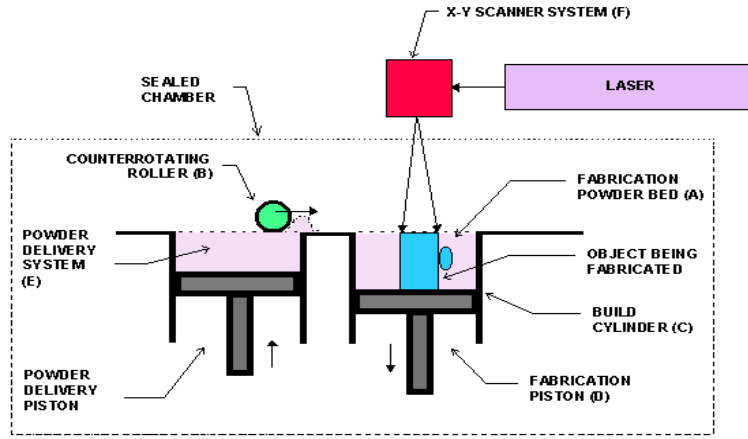 X-Y SCANNER SYSTEM (F)
SEALED
CHAMBER
LASER
COUNTERROTATING
ROLLER (B)
FABRICATION
POWDER BED (A)
POWDER
DELIVERY
SYSTEM
(E)
OBJECT BEING
FABRICATED
BUILD
CYLINDER (C)
POWDER
DELIVERY
PISTON
FABRICATION
PISTON (D)